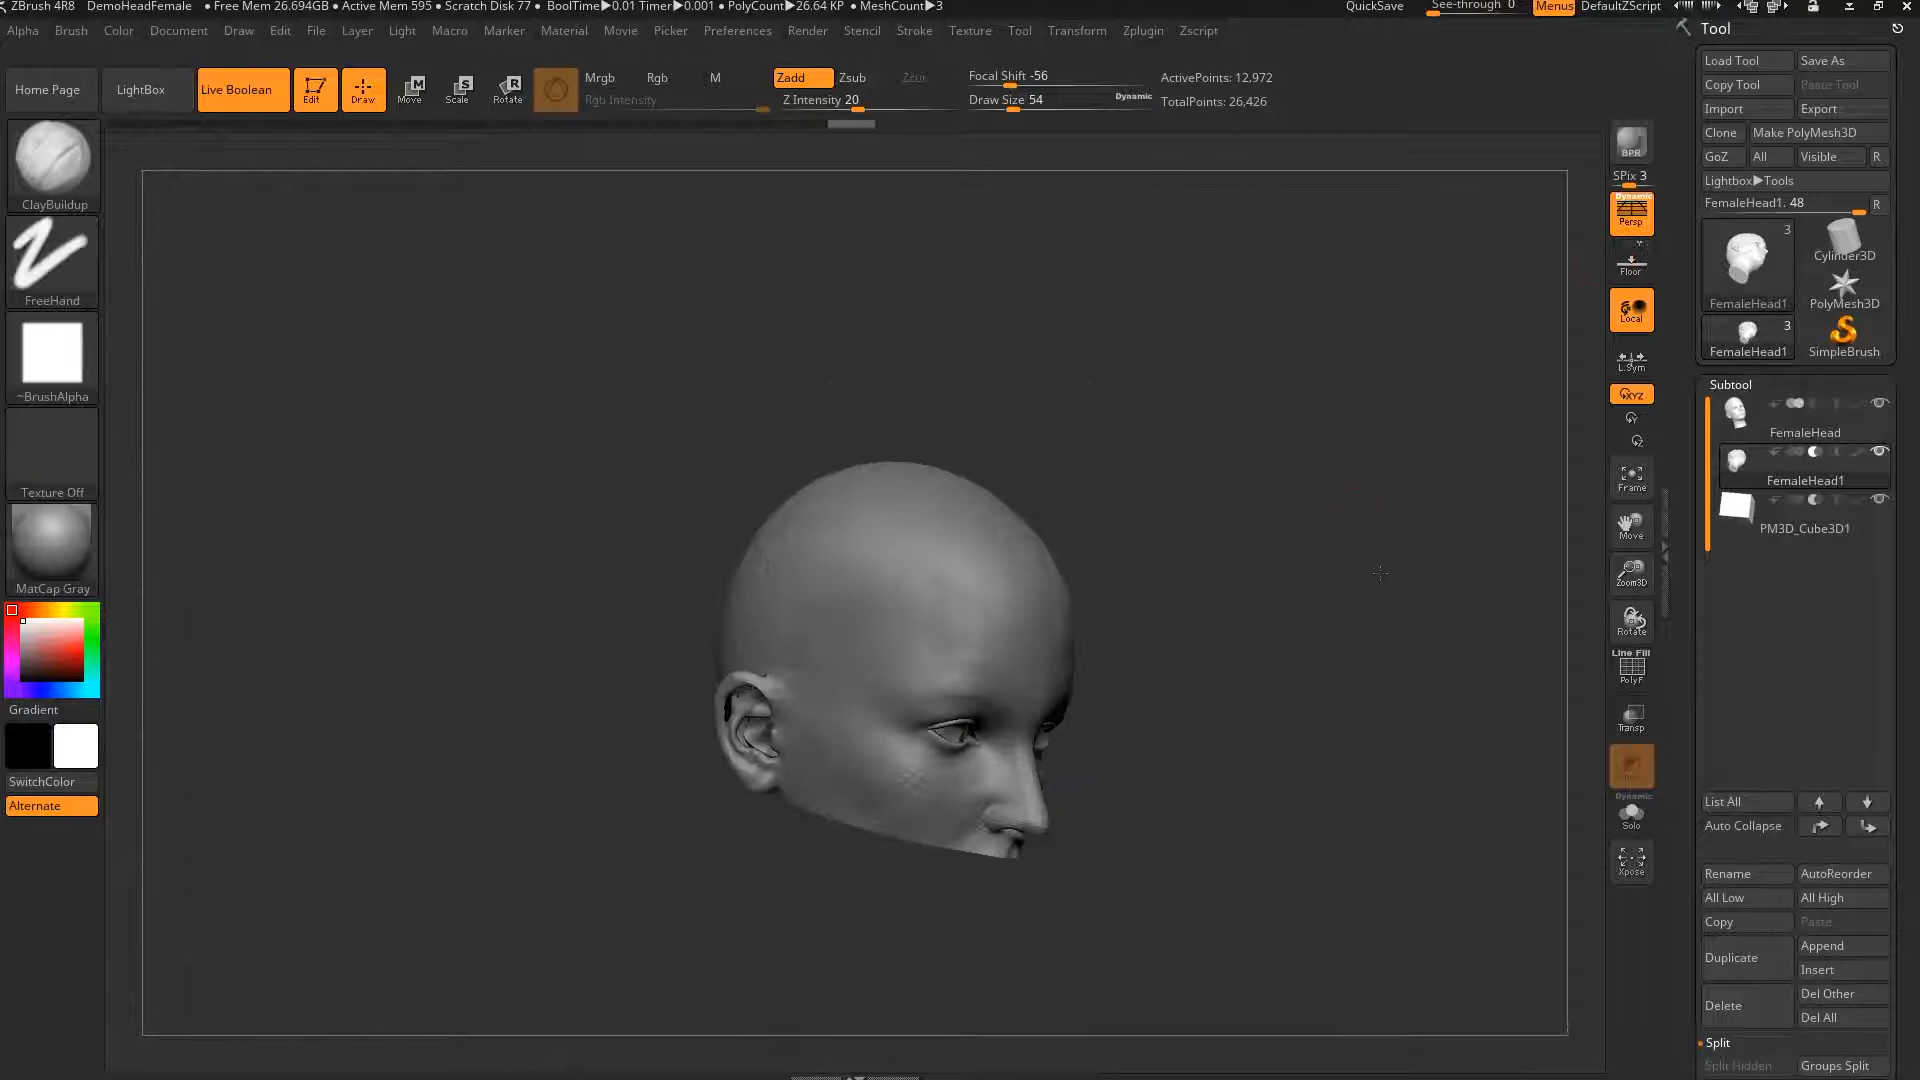 ZBrush 4R8 DemoHeadFemale • Free Mem 26.694GB • Active Mem 595 • Scratch Disk 77 • BoolTime▶0.01 Timer▶0.001 • PolyCount▶26.64 KP • MeshCount▶3 QuickSave See-through 0 Menus DefaultZScript
Alpha Brush Color Document Draw Edit File Layer Light Macro Marker Material Movie Picker Preferences Render Stencil Stroke Texture Tool Transform Zplugin Zscript
Home Page LightBox Live Boolean Edit Draw Move Scale Rotate
Mrgb Rgb M Zadd Zsub Zcut Focal Shift -56 ActivePoints: 12,972
Rgb Intensity Z Intensity 20 Draw Size 54 Dynamic TotalPoints: 26,426
ClayBuildup
FreeHand
~BrushAlpha
Texture Off
MatCap Gray
Gradient
SwitchColor
Alternate
BPR
SPix 3
Dynamic
Persp
Floor
Local
L.Sym
XYZ
Y
Z
Frame
Move
Zoom3D
Rotate
Line Fill
PolyF
Transp
Dynamic
Solo
Xpose
Tool
Load Tool Save As
Copy Tool Paste Tool
Import Export
Clone Make PolyMesh3D
GoZ All Visible R
Lightbox▶Tools
FemaleHead1. 48 R
3
Cylinder3D
FemaleHead1 PolyMesh3D
3
FemaleHead1 SimpleBrush
Subtool
FemaleHead
FemaleHead1
PM3D_Cube3D1
List All
Auto Collapse
Rename AutoReorder
All Low All High
Copy Paste
Duplicate Append
Insert
Delete Del Other
Del All
Split
Split Hidden Groups Split